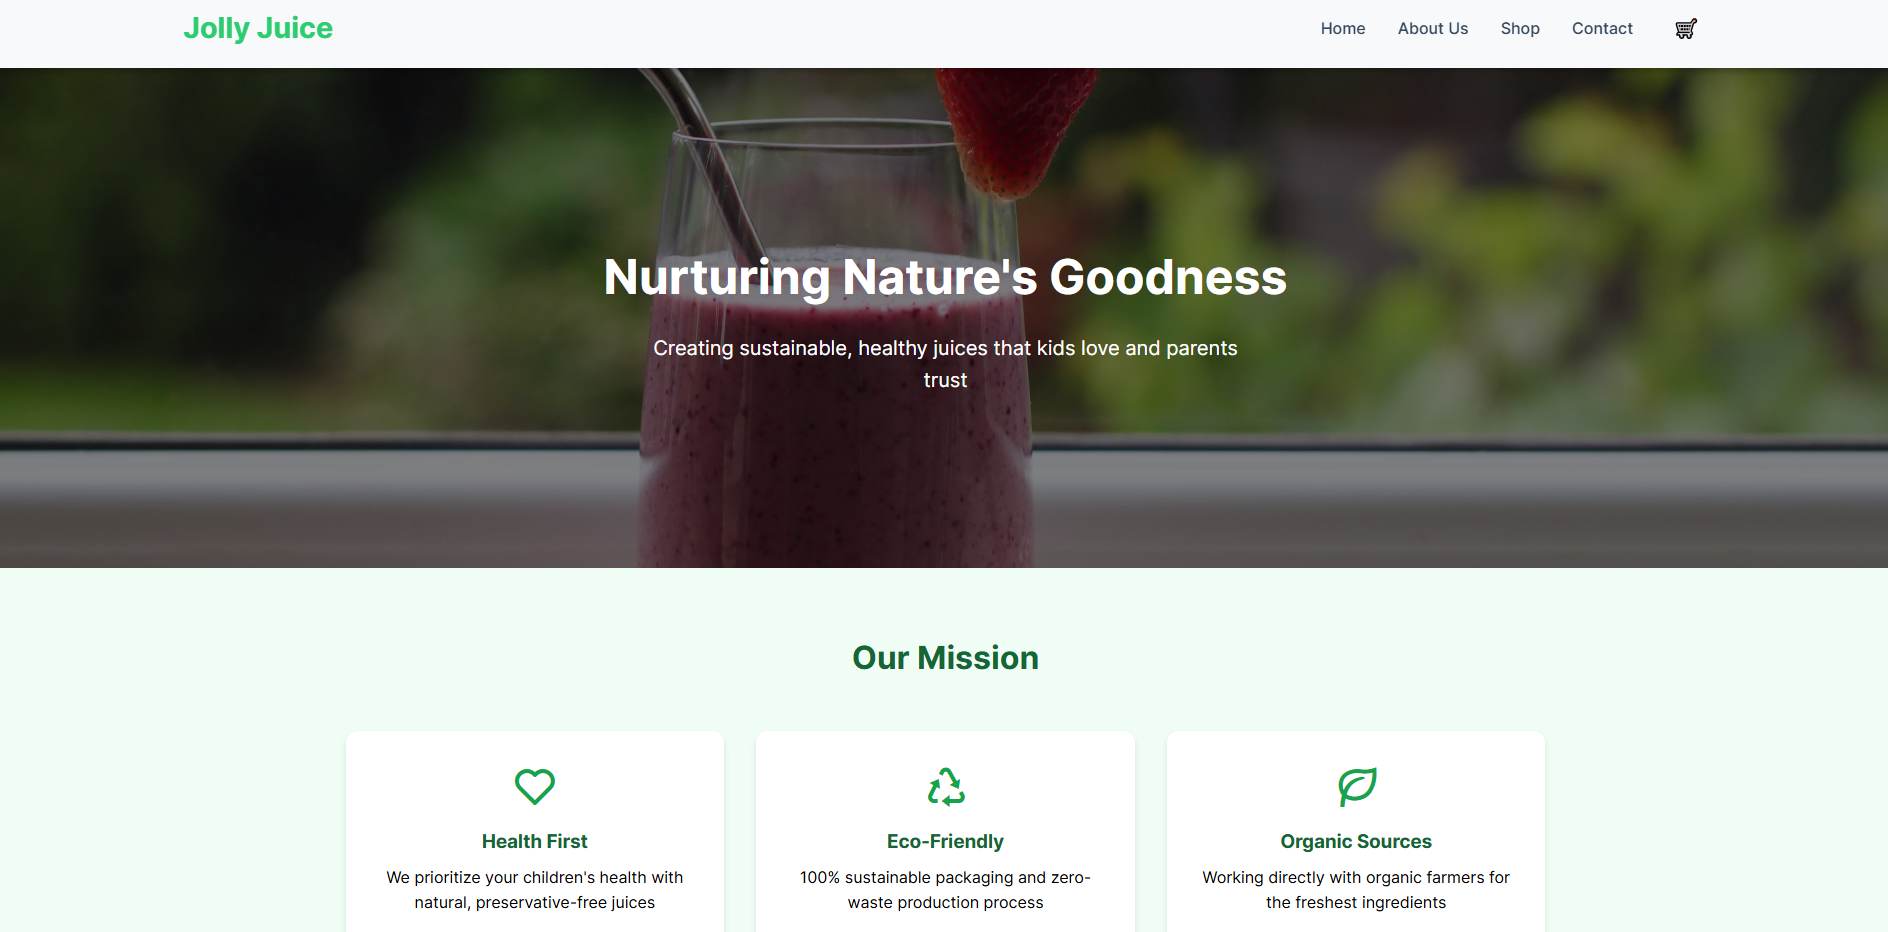 Jolly Juice
Home About Us Shop Contact
Nurturing Nature's Goodness
Creating sustainable, healthy juices that kids love and parents
trust
Our Mission
Health First
We prioritize your children's health with
natural, preservative-free juices
Eco-Friendly
100% sustainable packaging and zero-
waste production process
Organic Sources
Working directly with organic farmers for
the freshest ingredients